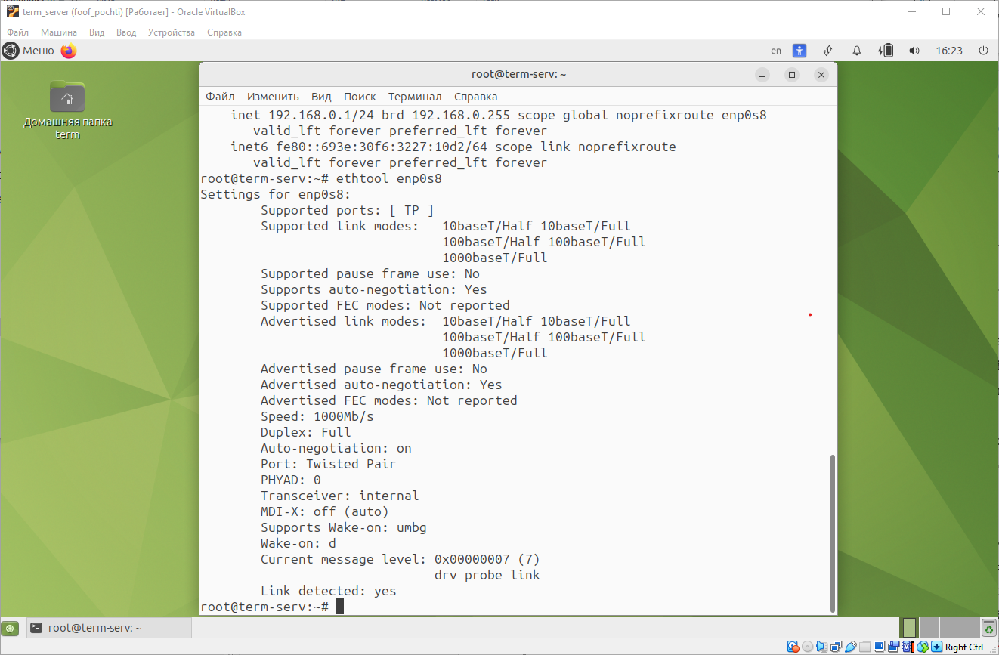 term_server (foof_pochti) [Работает] - Oracle VirtualBox
Файл Машина Вид Ввод Устройства Справка
Меню en 16:23
root@term-serv: ~
Файл Изменить Вид Поиск Терминал Справка
Домашняя папка
term
inet 192.168.0.1/24 brd 192.168.0.255 scope global noprefixroute enp0s8
valid_lft forever preferred_lft forever
inet6 fe80::693e:30f6:3227:10d2/64 scope link noprefixroute
valid_lft forever preferred_lft forever
root@term-serv:~# ethtool enp0s8
Settings for enp0s8:
Supported ports: [ TP ]
Supported link modes: 10baseT/Half 10baseT/Full
100baseT/Half 100baseT/Full
1000baseT/Full
Supported pause frame use: No
Supports auto-negotiation: Yes
Supported FEC modes: Not reported
Advertised link modes: 10baseT/Half 10baseT/Full
100baseT/Half 100baseT/Full
1000baseT/Full
Advertised pause frame use: No
Advertised auto-negotiation: Yes
Advertised FEC modes: Not reported
Speed: 1000Mb/s
Duplex: Full
Auto-negotiation: on
Port: Twisted Pair
PHYAD: 0
Transceiver: internal
MDI-X: off (auto)
Supports Wake-on: umbg
Wake-on: d
Current message level: 0x00000007 (7)
drv probe link
Link detected: yes
root@term-serv:~#
root@term-serv: ~
Right Ctrl